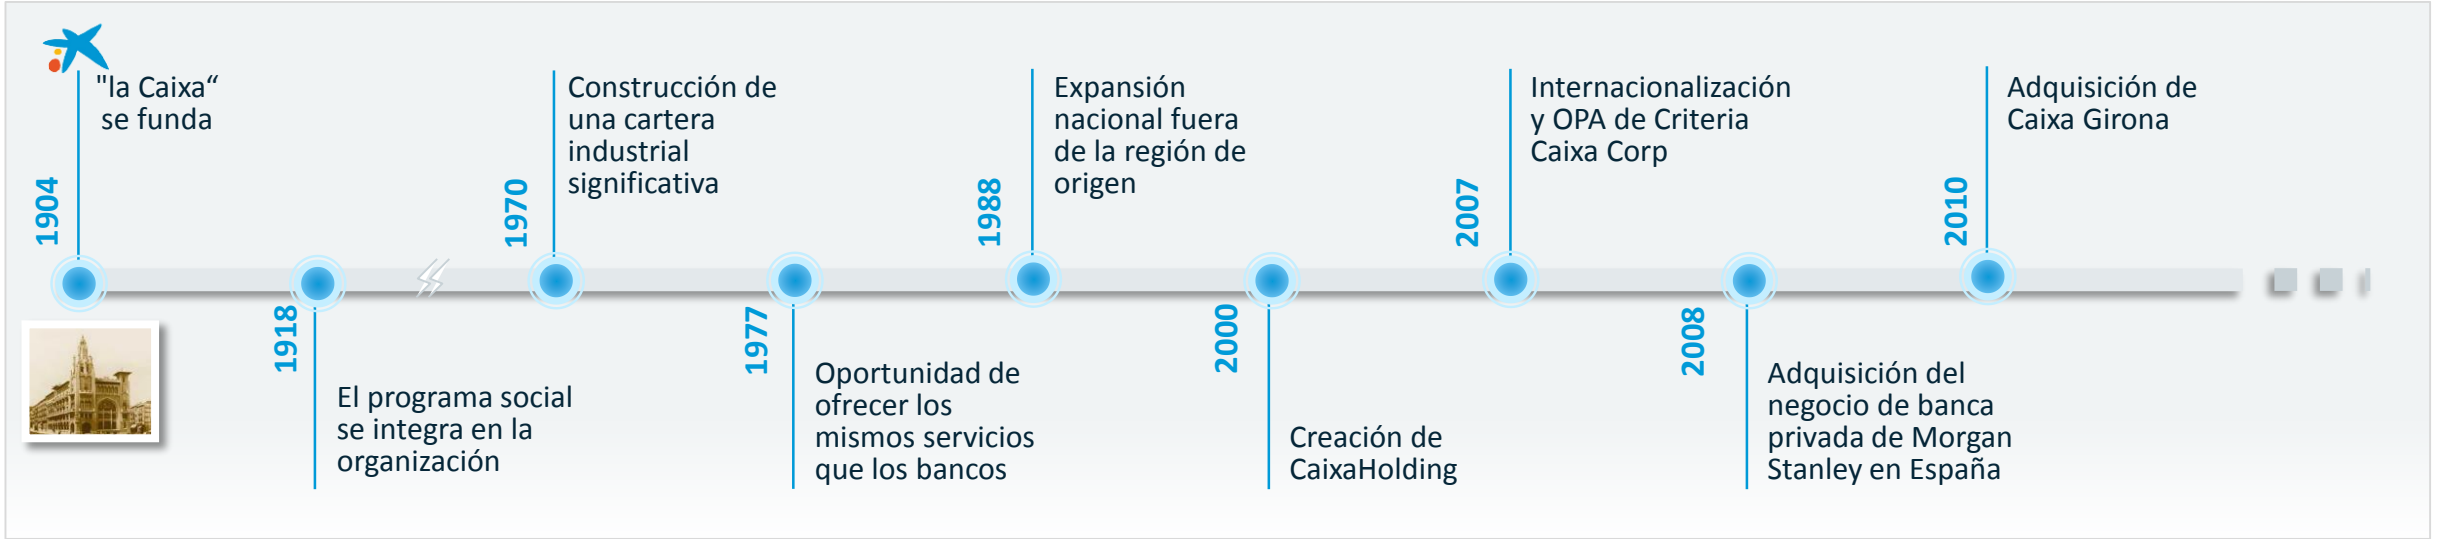 1904
"la Caixa“
se funda
1918
El programa social
se integra en la
organización
1970
Construcción de
una cartera
industrial
significativa
1977
Oportunidad de
ofrecer los
mismos servicios
que los bancos
1988
Expansión
nacional fuera
de la región de
origen
2000
Creación de
CaixaHolding
2007
Internacionalización
y OPA de Criteria
Caixa Corp
2008
Adquisición del
negocio de banca
privada de Morgan
Stanley en España
2010
Adquisición de
Caixa Girona